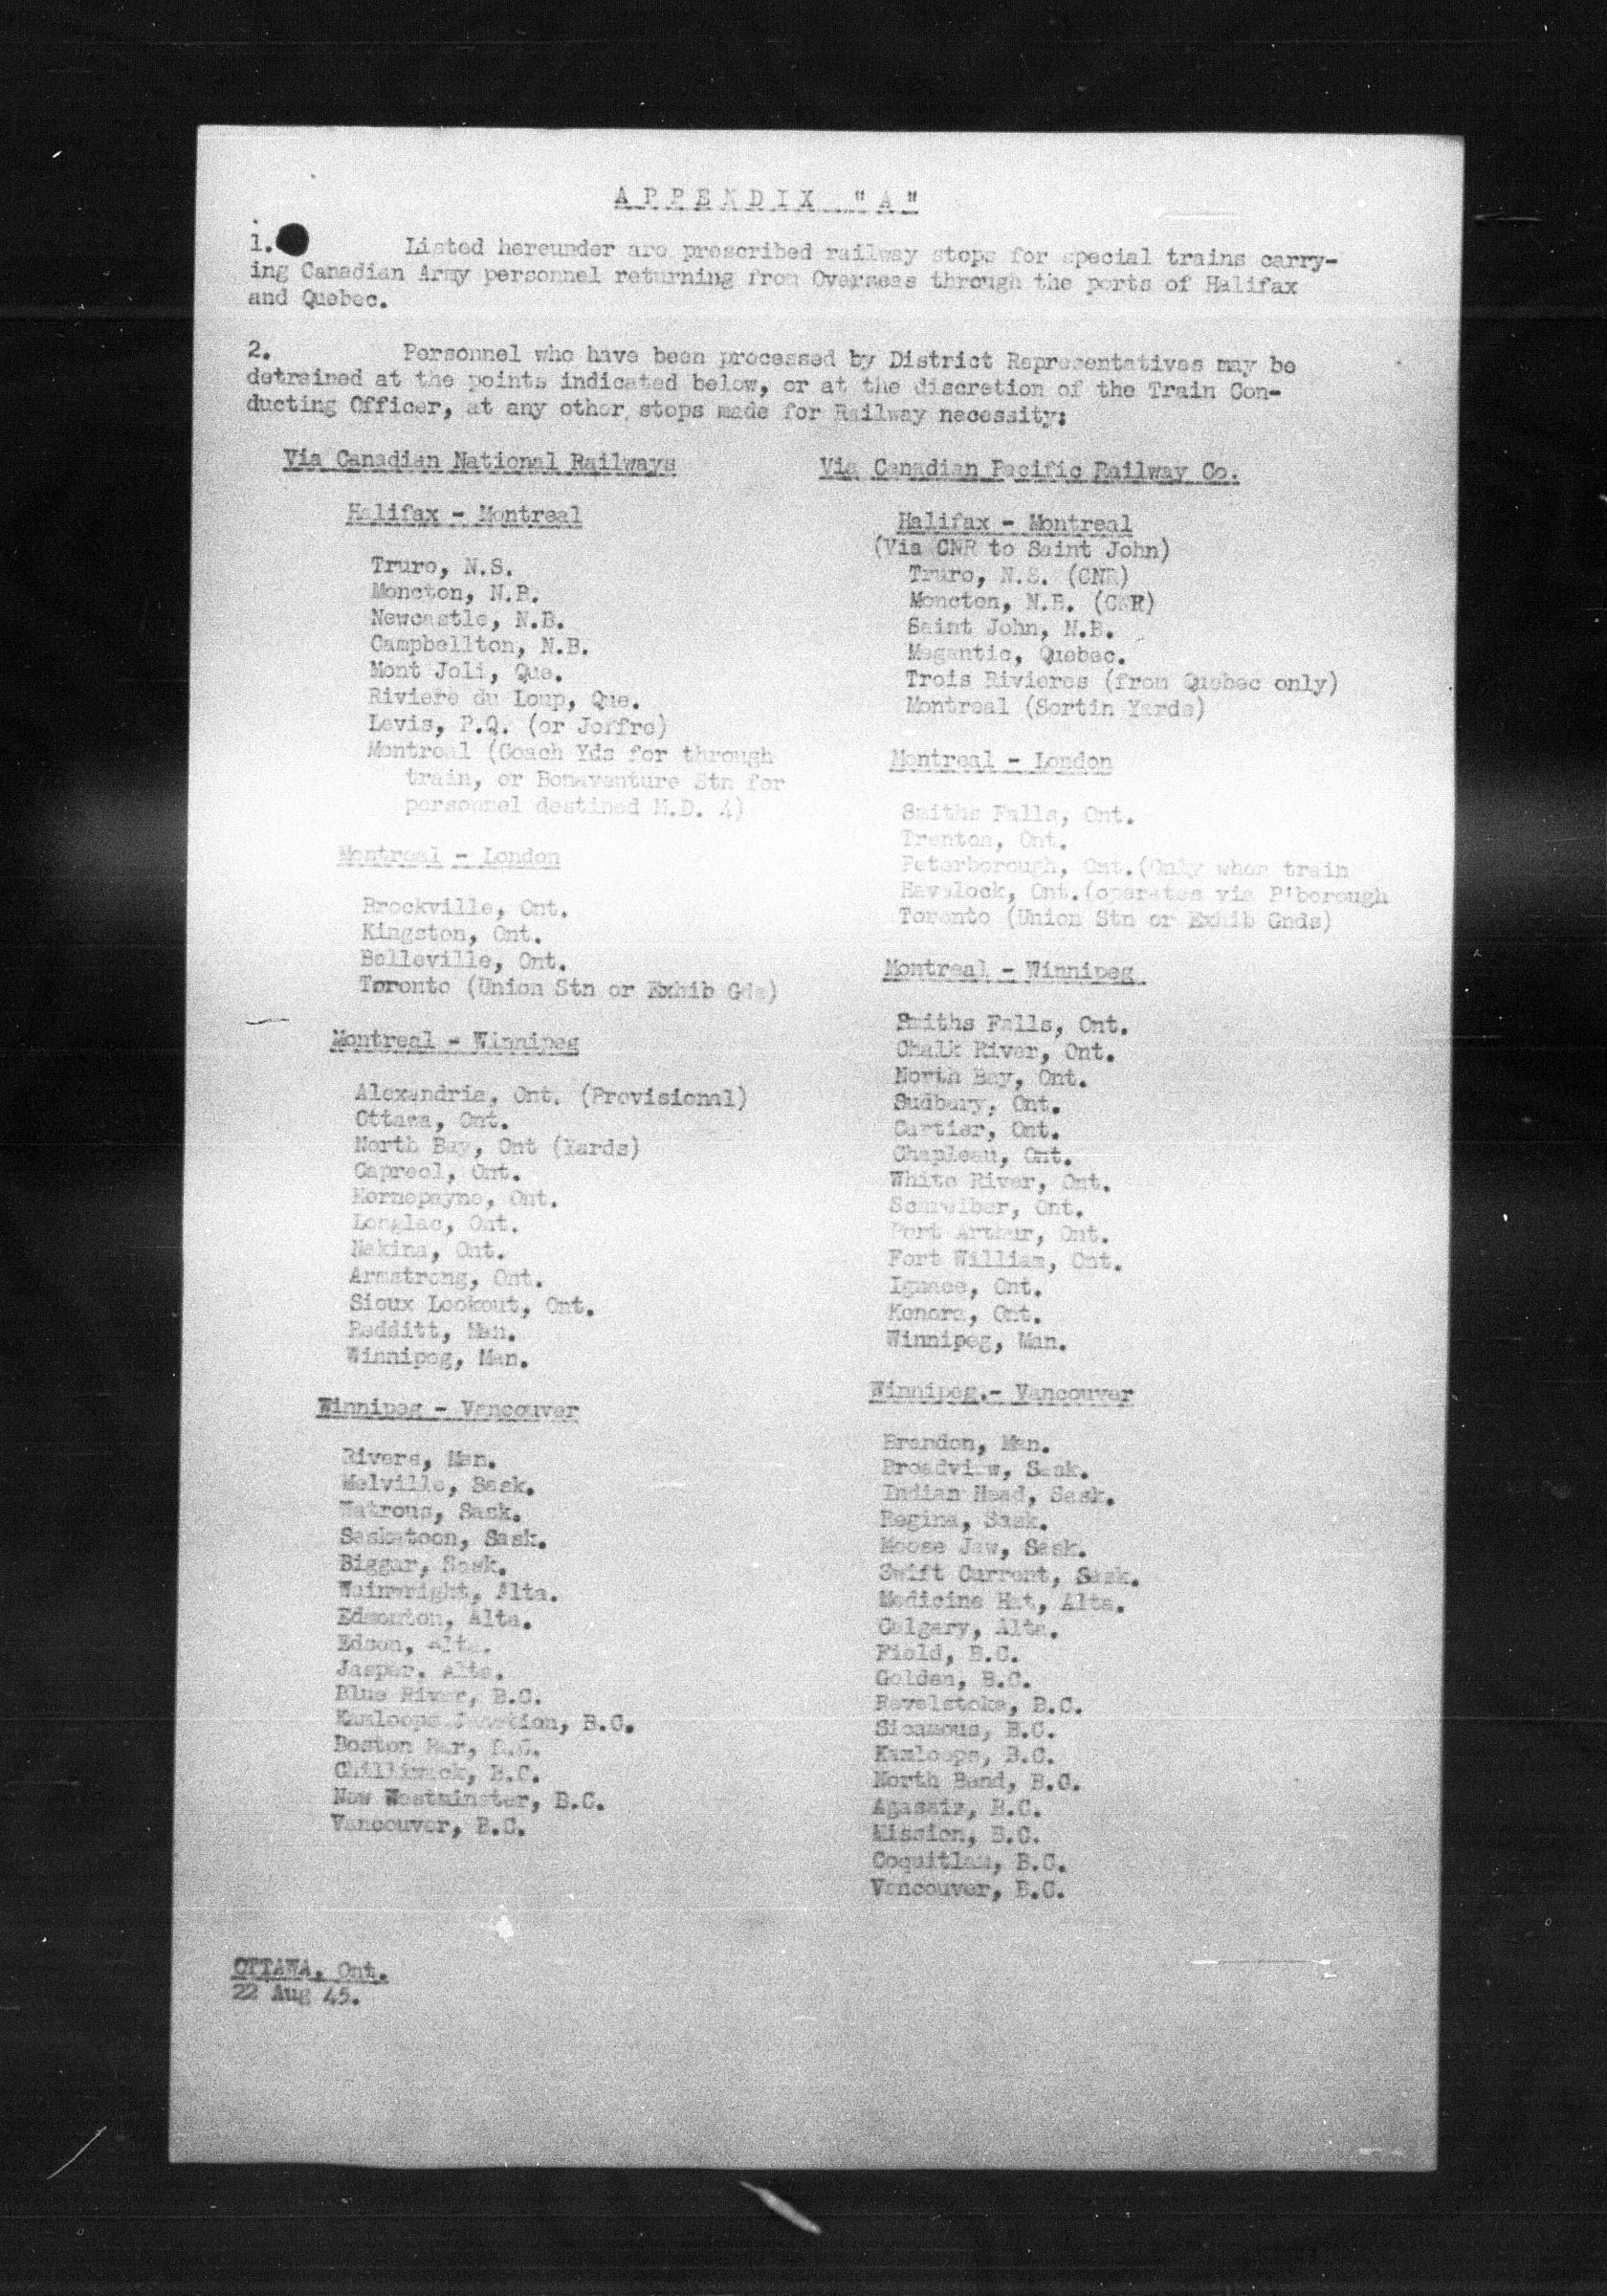 APPENDIX "A"
1. Listed hereunder are prescribed railway stops for special trains carry-
ing Canadian Army personnel returning from Overseas through the ports of Halifax
and Quebec.
2. Personnel who have been processed by District Representatives may be
detrained at the points indicated below, or at the discretion of the Train Con-
ducting Officer, at any other stops made for Railway necessity:
Via Canadian National Railways
Halifax - Montreal
Truro, N.S.
Moncton, N.B.
Newcastle, N.B.
Campbellton, N.B.
Mont Joli, Que.
Riviere du Loup, Que.
Levis, P.Q. (or Joffre)
Montreal (Coach Yds for through
train, or Bonaventure Stn for
personnel destined M.D. 4)
Montreal - London
Brockville, Ont.
Kingston, Ont.
Belleville, Ont.
Toronto (Union Stn or Exhib Gds)
Montreal - Winnipeg
Alexandria, Ont. (Provisional)
Ottawa, Ont.
North Bay, Ont (Yards)
Capreol, Ont.
Hornepayne, Ont.
Longlac, Ont.
Nakina, Ont.
Armstrong, Ont.
Sioux Lookout, Ont.
Redditt, Man.
Winnipeg, Man.
Winnipeg - Vancouver
Rivers, Man.
Melville, Sask.
Watrous, Sask.
Saskatoon, Sask.
Biggar, Sask.
Wainwright, Alta.
Edmonton, Alta.
Edson, Alta.
Jasper, Alta.
Blue River, B.C.
Kamloops Junction, B.C.
Boston Bar, B.C.
Chilliwack, B.C.
New Westminster, B.C.
Vancouver, B.C.
Via Canadian Pacific Railway Co.
Halifax - Montreal
(Via CNR to Saint John)
Truro, N.S. (CNR)
Moncton, N.B. (CNR)
Saint John, N.B.
Megantic, Quebec.
Trois Rivieres (from Quebec only)
Montreal (Sortin Yards)
Montreal - London
Smiths Falls, Ont.
Trenton, Ont.
Peterborough, Ont.(Only when train
Havelock, Ont.(operates via P'borough
Toronto (Union Stn or Exhib Gnds)
Montreal - Winnipeg
Smiths Falls, Ont.
Chalk River, Ont.
North Bay, Ont.
Sudbury, Ont.
Cartier, Ont.
Chapleau, Ont.
White River, Ont.
Schreiber, Ont.
Port Arthur, Ont.
Fort William, Ont.
Ignace, Ont.
Kenora, Ont.
Winnipeg, Man.
Winnipeg.- Vancouver
Brandon, Man.
Broadview, Sask.
Indian Head, Sask.
Regina, Sask.
Moose Jaw, Sask.
Swift Current, Sask.
Medicine Hat, Alta.
Calgary, Alta.
Field, B.C.
Golden, B.C.
Revelstoke, B.C.
Sicamous, B.C.
Kamloops, B.C.
North Bend, B.C.
Agassiz, B.C.
Mission, B.C.
Coquitlam, B.C.
Vancouver, B.C.
OTTAWA, Ont.
22 Aug 45.